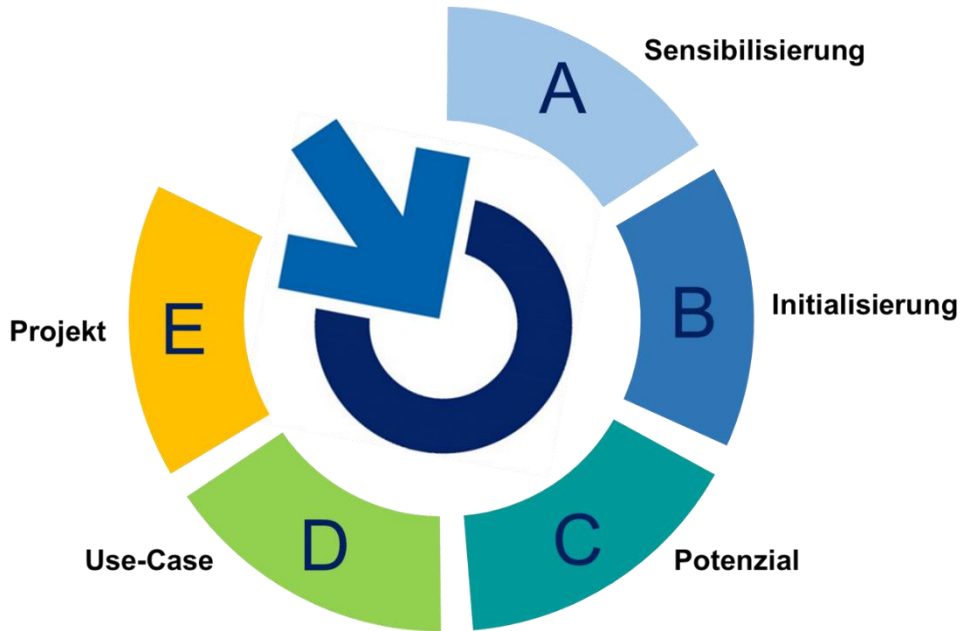 A
Sensibilisierung
B
Initialisierung
C
Potenzial
D
Use-Case
E
Projekt